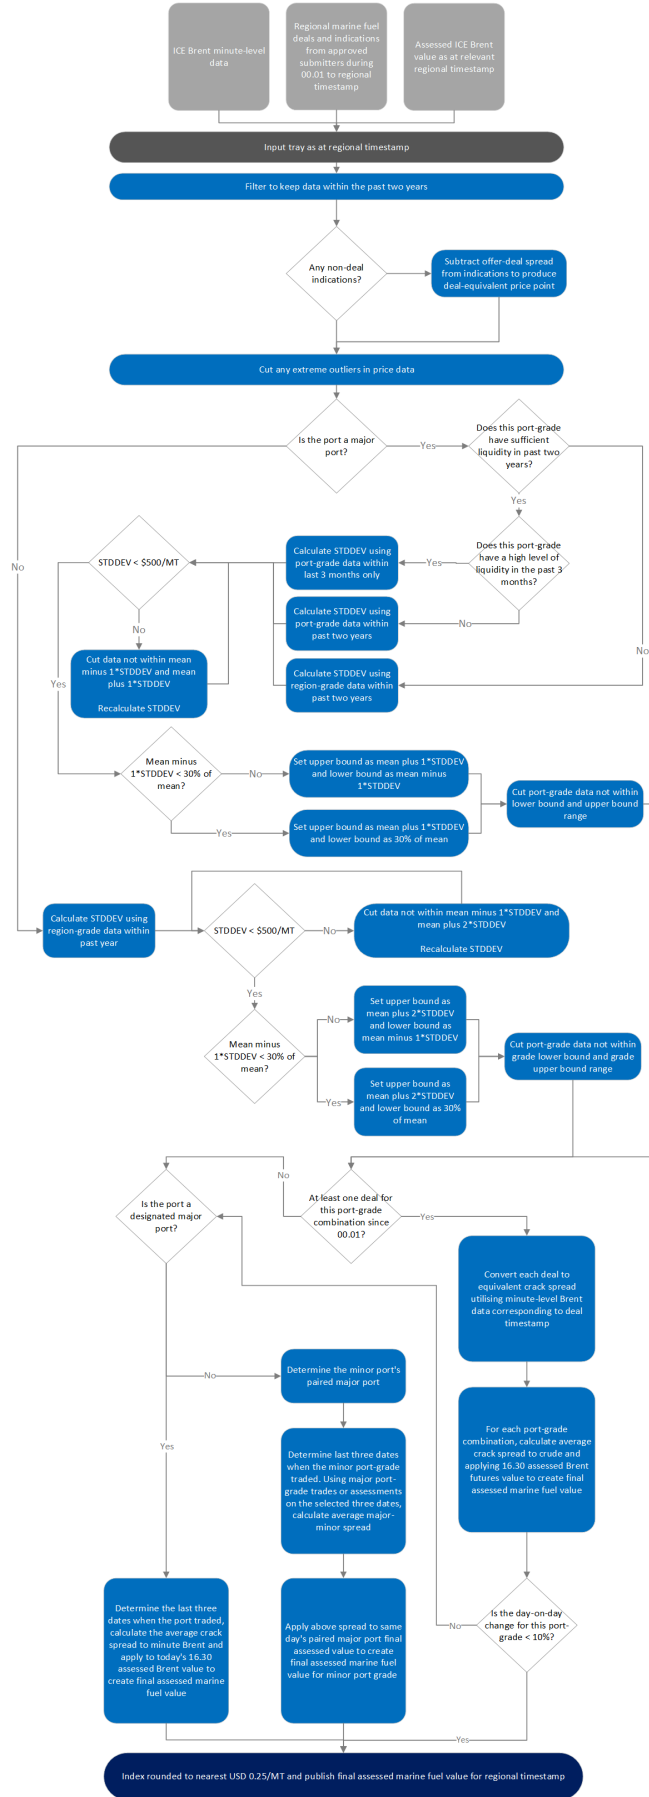 ICE Brent minute-level
data
Regional marine fuel
deals and indications
from approved
submitters during
00.01 to regional
timestamp
Assessed ICE Brent
value as at relevant
regional timestamp
Input tray as at regional timestamp
Filter to keep data within the past two years
Any non-deal
indications?
Subtract offer-deal spread
from indications to produce
deal-equivalent price point
Cut any extreme outliers in price data
Is the port a major
port?
Yes
Does this port-grade
have sufficient
liquidity in past two
years?
Yes
No
Does this port-grade
have a high level of
liquidity in the past 3
months?
Yes
Calculate STDDEV using
port-grade data within
last 3 months only
STDDEV < $500/MT
No
Calculate STDDEV using
port-grade data within
past two years
No
No
Cut data not within mean
minus 1*STDDEV and mean
plus 1*STDDEV
Recalculate STDDEV
Calculate STDDEV using
region-grade data within
past two years
Yes
Mean minus
1*STDDEV < 30% of
mean?
No
Set upper bound as mean plus 1*STDDEV
and lower bound as mean minus
1*STDDEV
Yes
Set upper bound as mean plus 1*STDDEV
and lower bound as 30% of mean
Cut port-grade data not within
lower bound and upper bound
range
Calculate STDDEV using
region-grade data within
past year
STDDEV < $500/MT
No
Cut data not within mean minus 1*STDDEV and
mean plus 2*STDDEV
Recalculate STDDEV
Yes
Mean minus
1*STDDEV < 30% of
mean?
No
Set upper bound as
mean plus 2*STDDEV
and lower bound as
mean minus 1*STDDEV
Yes
Set upper bound as
mean plus 2*STDDEV
and lower bound as 30%
of mean
Cut port-grade data not within
grade lower bound and grade
upper bound range
At least one deal for
this port-grade
combination since
00.01?
No
Yes
Is the port a
designated major
port?
Convert each deal to
equivalent crack spread
utilising minute-level Brent
data corresponding to deal
timestamp
No
Determine the minor port's
paired major port
For each port-grade
combination, calculate average
crack spread to crude and
applying 16.30 assessed Brent
futures value to create final
assessed marine fuel value
Yes
Determine last three dates
when the minor port-grade
traded. Using major port-
grade trades or assessments
on the selected three dates,
calculate average major-
minor spread
Determine the last three
dates when the port traded,
calculate the average crack
spread to minute Brent and
apply to today's 16.30
assessed Brent value to
create final assessed marine
fuel value
Apply above spread to same
day's paired major port final
assessed value to create
final assessed marine fuel
value for minor port grade
No
Is the day-on-day
change for this port-
grade < 10%?
Yes
Index rounded to nearest USD 0.25/MT and publish final assessed marine fuel value for regional timestamp